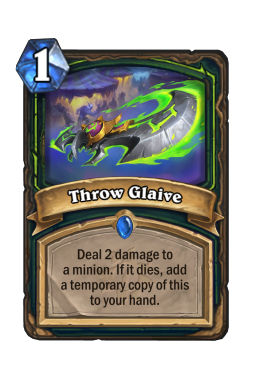 1
Throw Glaive
Deal 2 damage to
a minion. If it dies, add
a temporary copy of this
to your hand.